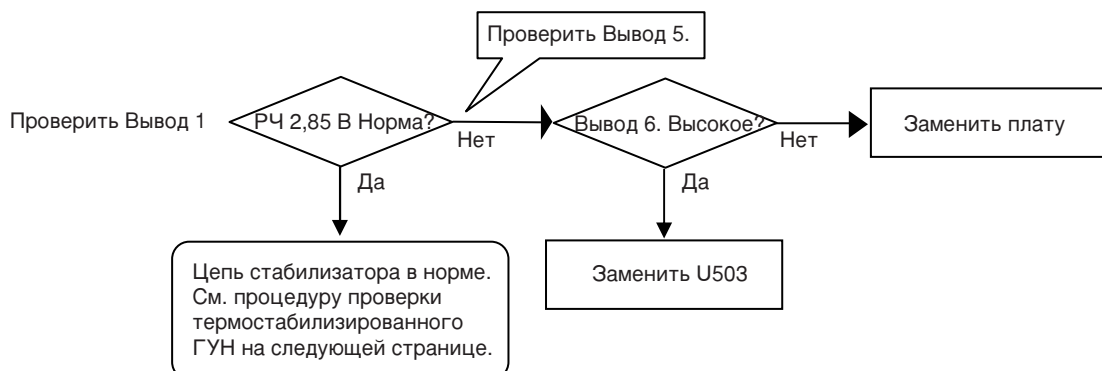 Проверить Вывод 5.
Проверить Вывод 1
РЧ 2,85 В Норма?
Нет
Вывод 6. Высокое?
Нет
Заменить плату
Да
Да
Цепь стабилизатора в норме.
См. процедуру проверки
термостабилизированного
ГУН на следующей странице.
Заменить U503